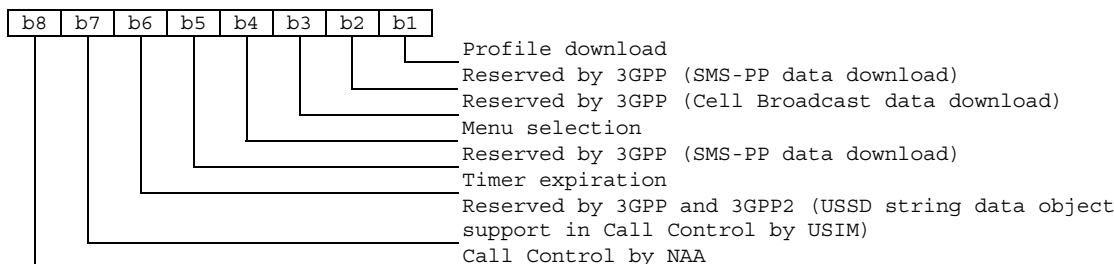 b8 b7 b6 b5 b4 b3 b2 b1
Profile download
Reserved by 3GPP (SMS-PP data download)
Reserved by 3GPP (Cell Broadcast data download)
Menu selection
Reserved by 3GPP (SMS-PP data download)
Timer expiration
Reserved by 3GPP and 3GPP2 (USSD string data object
support in Call Control by USIM)
Call Control by NAA